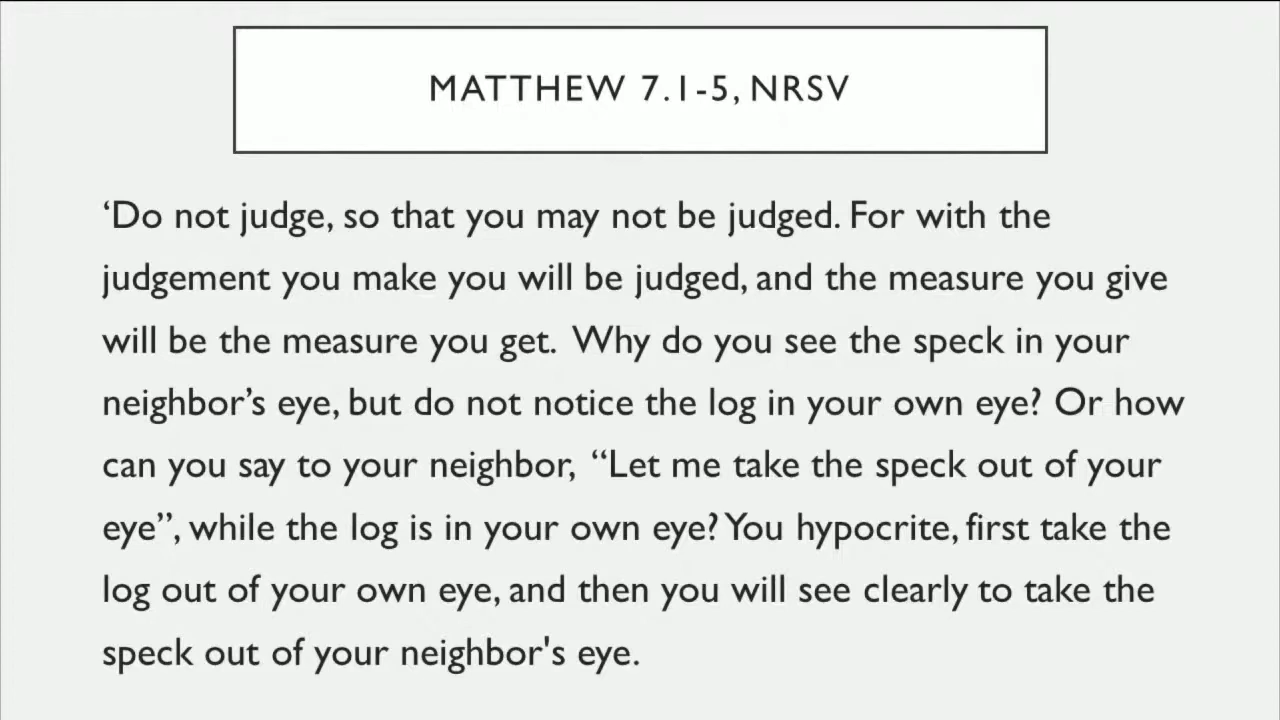 MATTHEW 7.1-5, NRSV
‘Do not judge, so that you may not be judged. For with the
judgement you make you will be judged, and the measure you give
will be the measure you get. Why do you see the speck in your
neighbor’s eye, but do not notice the log in your own eye? Or how
can you say to your neighbor, “Let me take the speck out of your
eye”, while the log is in your own eye? You hypocrite, first take the
log out of your own eye, and then you will see clearly to take the
speck out of your neighbor's eye.